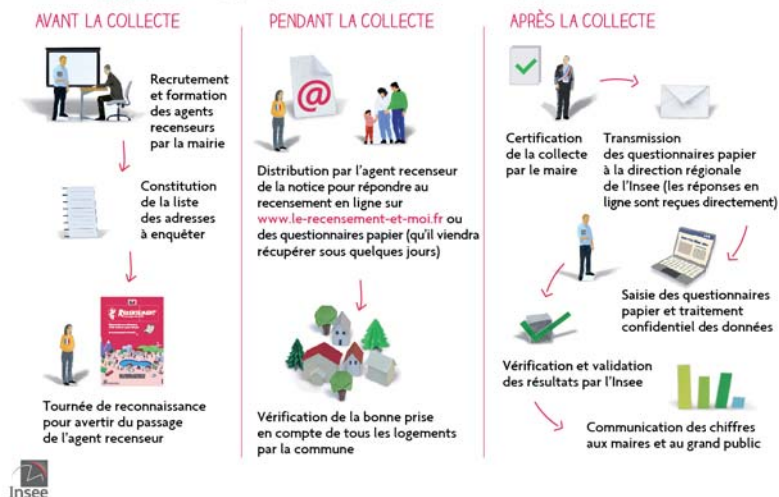 AVANT LA COLLECTE
Recrutement
et formation
des agents
recenseurs
par la mairie
Constitution
de la liste
des adresses
à enquêter
Tournée de reconnaissance
pour avertir du passage
de l'agent recenseur
PENDANT LA COLLECTE
@
Distribution par l'agent recenseur
de la notice pour répondre au
recensement en ligne sur
www.le-recensement-et-moi.fr ou
des questionnaires papier (qu'il viendra
récupérer sous quelques jours)
Vérification de la bonne prise
en compte de tous les logements
par la commune
APRÈS LA COLLECTE
Certification
de la collecte
par le maire
Transmission
des questionnaires papier
à la direction régionale
de l'Insee (les réponses en
ligne sont reçues directement)
Saisie des questionnaires
papier et traitement
confidentiel des données
Vérification et validation
des résultats par l'Insee
Communication des chiffres
aux maires et au grand public
Insee